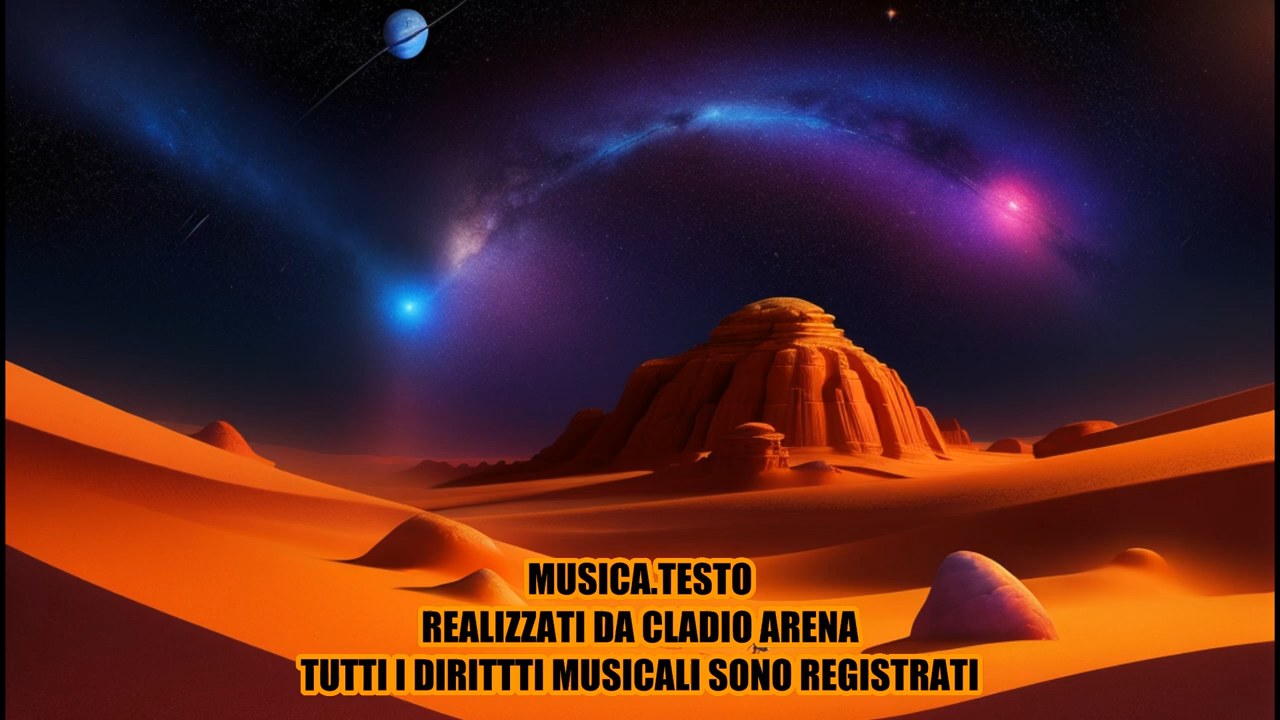 MUSICA.TESTO
REALIZZATI DA CLADIO ARENA
TUTTI I DIRITTTI MUSICALI SONO REGISTRATI